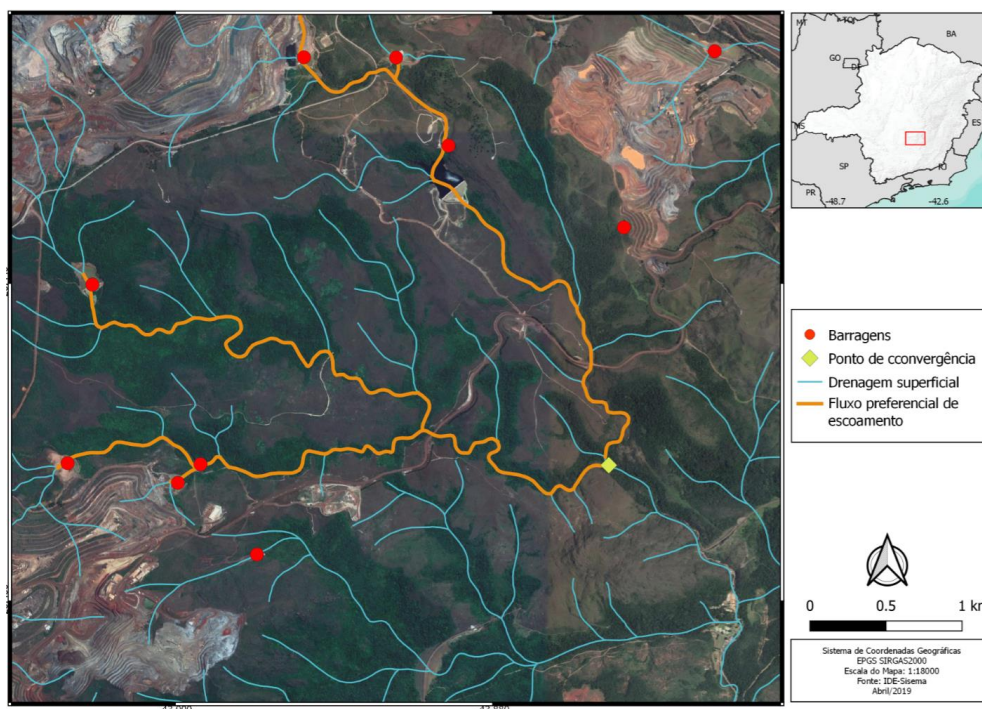 MT
TO
BA
GO
DF
MS
ES
SP
RJ
PR
-48.7
-42.6
Barragens
Ponto de cconvergência
Drenagem superficial
Fluxo preferencial de
escoamento
0 0.5 1 km
Sistema de Coordenadas Geográficas
EPGS SIRGAS2000
Escala do Mapa: 1:18000
Fonte: IDE-Sisema
Abril/2019